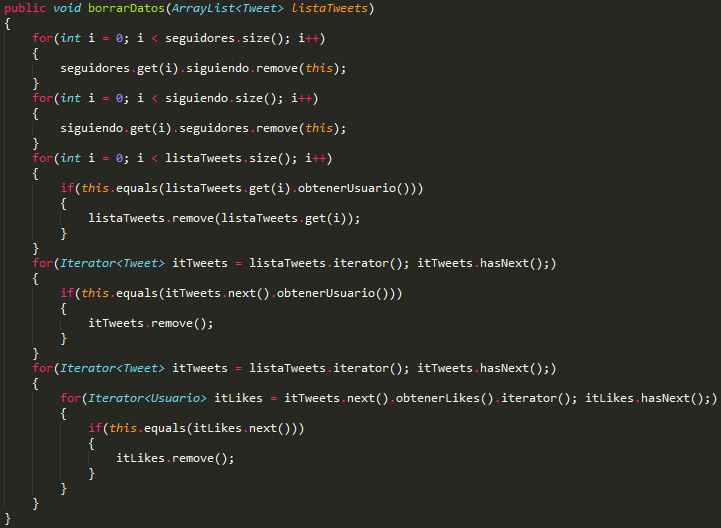 public void borrarDatos(ArrayList<Tweet> listaTweets)
{
    for(int i = 0; i < seguidores.size(); i++)
    {
        seguidores.get(i).siguiendo.remove(this);
    }
    for(int i = 0; i < siguiendo.size(); i++)
    {
        siguiendo.get(i).seguidores.remove(this);
    }
    for(int i = 0; i < listaTweets.size(); i++)
    {
        if(this.equals(listaTweets.get(i).obtenerUsuario()))
        {
            listaTweets.remove(listaTweets.get(i));
        }
    }
    for(Iterator<Tweet> itTweets = listaTweets.iterator(); itTweets.hasNext();)
    {
        if(this.equals(itTweets.next().obtenerUsuario()))
        {
            itTweets.remove();
        }
    }
    for(Iterator<Tweet> itTweets = listaTweets.iterator(); itTweets.hasNext();)
    {
        for(Iterator<Usuario> itLikes = itTweets.next().obtenerLikes().iterator(); itLikes.hasNext();)
        {
            if(this.equals(itLikes.next()))
            {
                itLikes.remove();
            }
        }
    }
}